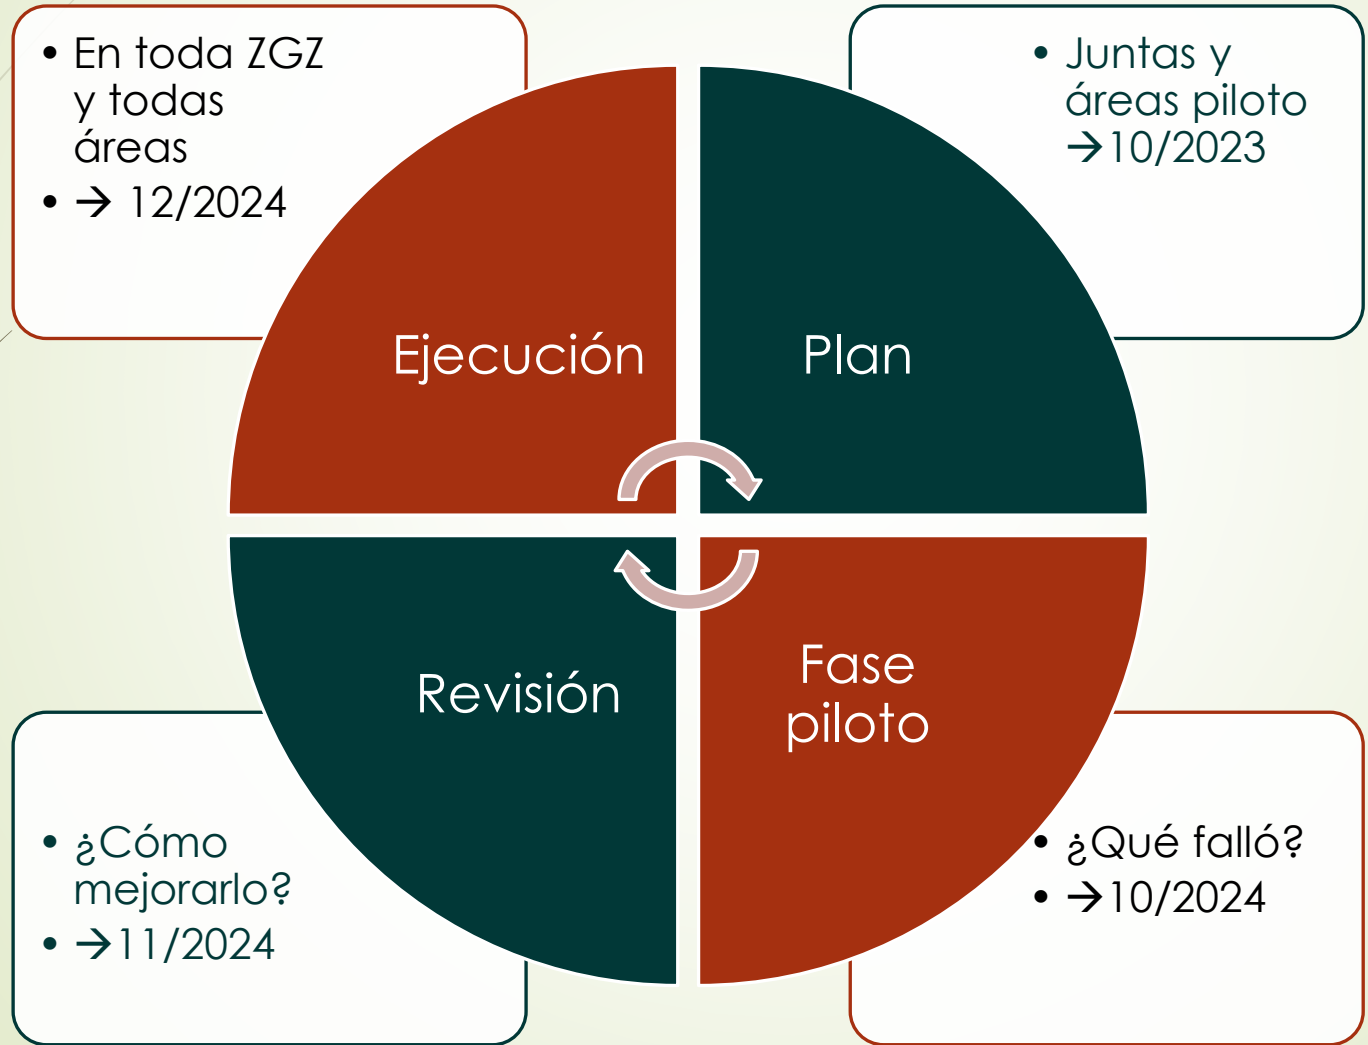 • En toda ZGZ
y todas
áreas
• → 12/2024
• Juntas y
áreas piloto
→10/2023
Ejecución
Plan
Revisión
Fase
piloto
• ¿Cómo
mejorarlo?
• →11/2024
• ¿Qué falló?
• →10/2024